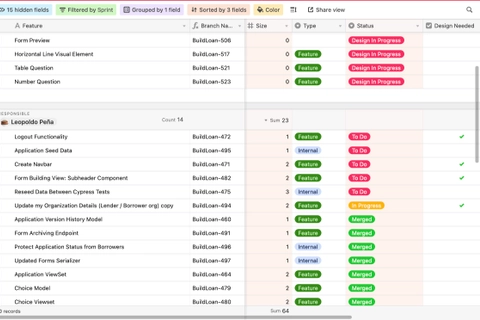 15 hidden fields Filtered by Sprint Grouped by 1 field Sorted by 3 fields Color Share view
Feature Branch Na... Size Type Status Design Needed
Form Preview BuildLoan-506 0 Design In Progress
Horizontal Line Visual Element BuildLoan-517 0 Feature Design In Progress
Table Question BuildLoan-521 0 Feature Design In Progress
Number Question BuildLoan-523 0 Feature Design In Progress
RESPONSIBLE
Leopoldo Peña Count 14 Sum 23
Logout Functionality BuildLoan-472 1 Feature To Do
Application Seed Data BuildLoan-495 1 Internal To Do
Create Navbar BuildLoan-471 2 Feature To Do
Form Building View: Subheader Component BuildLoan-482 2 Feature To Do
Reseed Data Between Cypress Tests BuildLoan-475 3 Internal To Do
Update my Organization Details (Lender / Borrower org) copy BuildLoan-494 2 Feature In Progress
Application Version History Model BuildLoan-460 1 Feature Merged
Form Archiving Endpoint BuildLoan-491 1 Feature Merged
Protect Application Status from Borrowers BuildLoan-496 1 Internal Merged
Updated Forms Serializer BuildLoan-497 1 Internal Merged
Application ViewSet BuildLoan-464 2 Feature Merged
Choice Model BuildLoan-479 2 Feature Merged
Choice Viewset BuildLoan-480 2 Feature Merged
records Sum 64